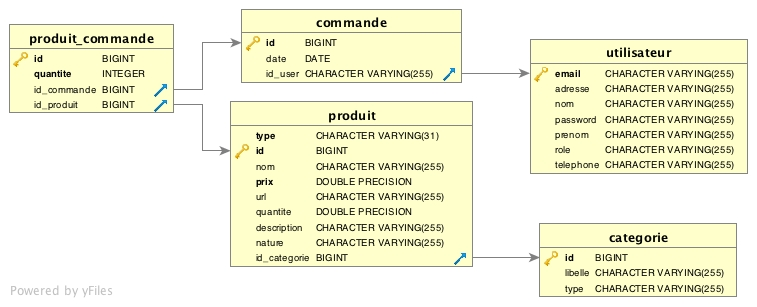 produit_commande
id BIGINT
quantite INTEGER
id_commande BIGINT
id_produit BIGINT
commande
id BIGINT
date DATE
id_user CHARACTER VARYING(255)
utilisateur
email CHARACTER VARYING(255)
adresse CHARACTER VARYING(255)
nom CHARACTER VARYING(255)
password CHARACTER VARYING(255)
prenom CHARACTER VARYING(255)
role CHARACTER VARYING(255)
telephone CHARACTER VARYING(255)
produit
type CHARACTER VARYING(31)
id BIGINT
nom CHARACTER VARYING(255)
prix DOUBLE PRECISION
url CHARACTER VARYING(255)
quantite DOUBLE PRECISION
description CHARACTER VARYING(255)
nature CHARACTER VARYING(255)
id_categorie BIGINT
categorie
id BIGINT
libelle CHARACTER VARYING(255)
type CHARACTER VARYING(255)
Powered by yFiles